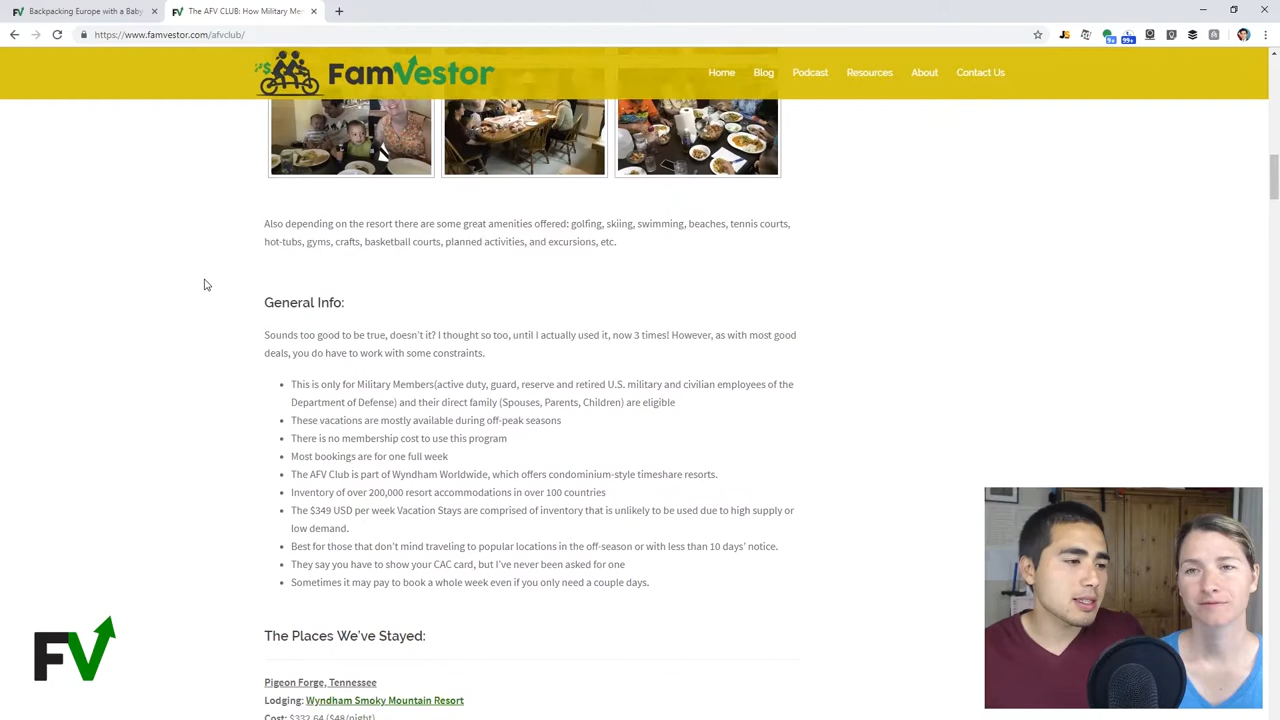 Backpacking Europe with a Baby
The AFV CLUB: How Military Mem
https://www.famvestor.com/afvclub/
99+
FamVestor
Home Blog Podcast Resources About Contact Us
Also depending on the resort there are some great amenities offered: golfing, skiing, swimming, beaches, tennis courts,
hot-tubs, gyms, crafts, basketball courts, planned activities, and excursions, etc.
General Info:
Sounds too good to be true, doesn't it? I thought so too, until I actually used it, now 3 times! However, as with most good
deals, you do have to work with some constraints.
• This is only for Military Members(active duty, guard, reserve and retired U.S. military and civilian employees of the
Department of Defense) and their direct family (Spouses, Parents, Children) are eligible
• These vacations are mostly available during off-peak seasons
• There is no membership cost to use this program
• Most bookings are for one full week
• The AFV Club is part of Wyndham Worldwide, which offers condominium-style timeshare resorts.
• Inventory of over 200,000 resort accommodations in over 100 countries
• The $349 USD per week Vacation Stays are comprised of inventory that is unlikely to be used due to high supply or
low demand.
• Best for those that don't mind traveling to popular locations in the off-season or with less than 10 days' notice.
• They say you have to show your CAC card, but I've never been asked for one
• Sometimes it may pay to book a whole week even if you only need a couple days.
The Places We've Stayed:
FV
Pigeon Forge, Tennessee
Lodging: Wyndham Smoky Mountain Resort
Cost: $332.64 ($48/night)